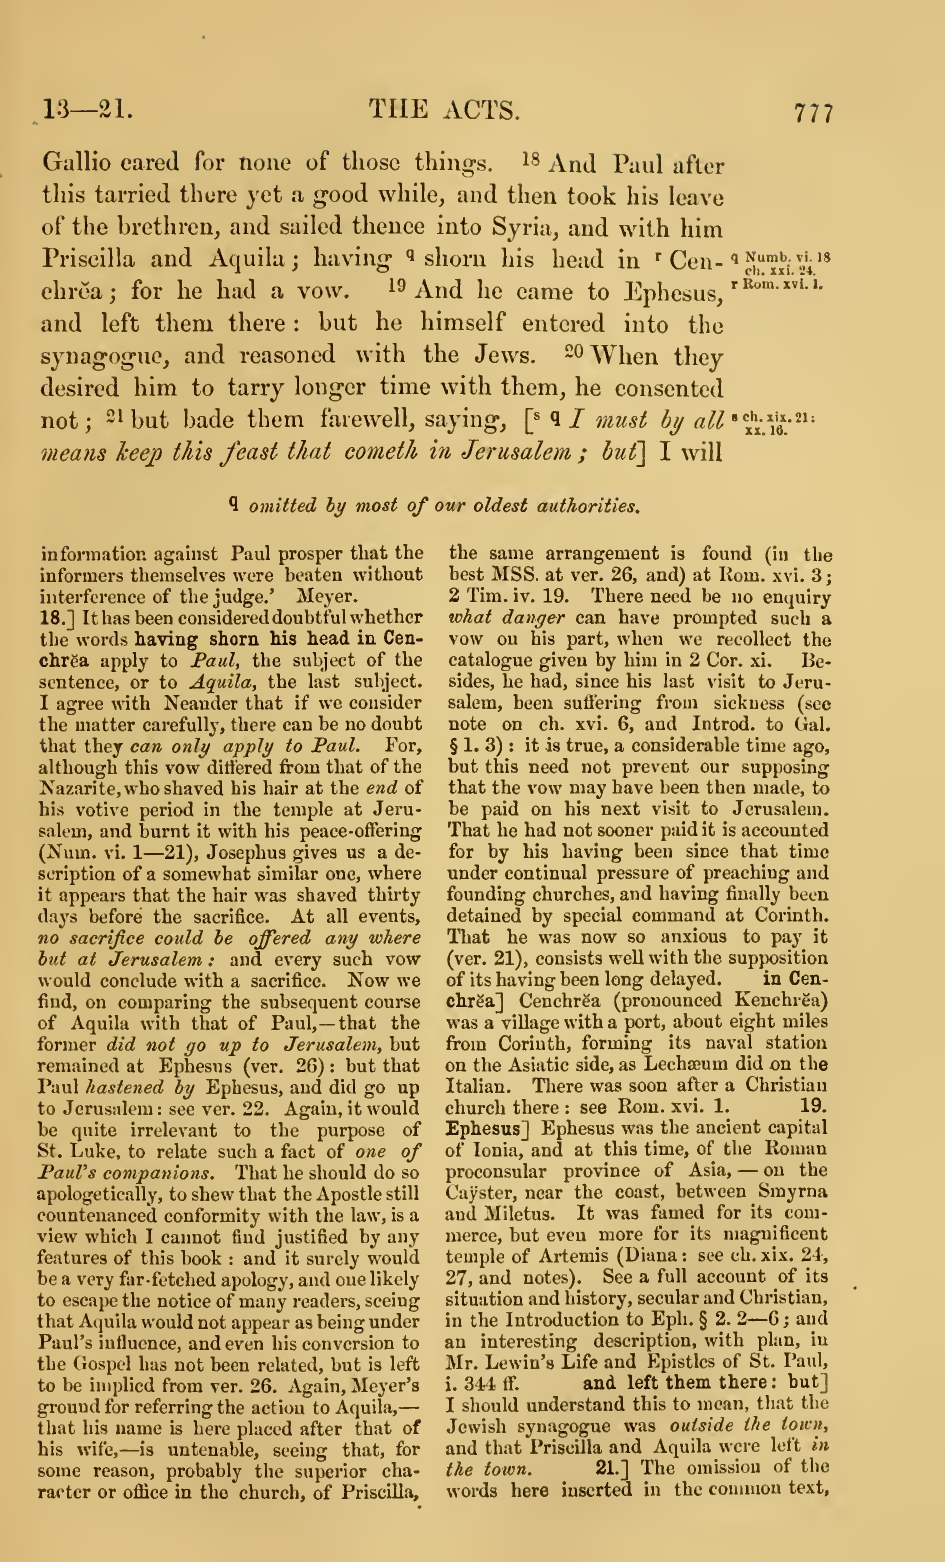 13—21. THE ACTS. 777
Gallio cared for none of those things. 18 And Paul after
this tarried there yet a good while, and then took his leave
of the brethren, and sailed thence into Syria, and with him
Priscilla and Aquila; having q shorn his head in r Cen-
q Numb. vi. 18
ch. xxi. 24.
chrĕa; for he had a vow. 19 And he came to Ephesus,
r Rom. xvi. 1.
and left them there: but he himself entered into the
synagogue, and reasoned with the Jews. 20 When they
desired him to tarry longer time with them, he consented
not; 21 but bade them farewell, saying, [s q I must by all
s ch. xix. 21:
xx. 16.
means keep this feast that cometh in Jerusalem; but] I will
q omitted by most of our oldest authorities.
information against Paul prosper that the
informers themselves were beaten without
interference of the judge.' Meyer.
18.] It has been considered doubtful whether
the words having shorn his head in Cen-
chrĕa apply to Paul, the subject of the
sentence, or to Aquila, the last subject.
I agree with Neander that if we consider
the matter carefully, there can be no doubt
that they can only apply to Paul. For,
although this vow differed from that of the
Nazarite, who shaved his hair at the end of
his votive period in the temple at Jeru-
salem, and burnt it with his peace-offering
(Num. vi. 1—21), Josephus gives us a de-
scription of a somewhat similar one, where
it appears that the hair was shaved thirty
days before the sacrifice. At all events,
no sacrifice could be offered any where
but at Jerusalem: and every such vow
would conclude with a sacrifice. Now we
find, on comparing the subsequent course
of Aquila with that of Paul,—that the
former did not go up to Jerusalem, but
remained at Ephesus (ver. 26): but that
Paul hastened by Ephesus, and did go up
to Jerusalem: see ver. 22. Again, it would
be quite irrelevant to the purpose of
St. Luke, to relate such a fact of one of
Paul's companions. That he should do so
apologetically, to shew that the Apostle still
countenanced conformity with the law, is a
view which I cannot find justified by any
features of this book: and it surely would
be a very far-fetched apology, and one likely
to escape the notice of many readers, seeing
that Aquila would not appear as being under
Paul's influence, and even his conversion to
the Gospel has not been related, but is left
to be implied from ver. 26. Again, Meyer's
ground for referring the action to Aquila,—
that his name is here placed after that of
his wife,—is untenable, seeing that, for
some reason, probably the superior cha-
racter or office in the church, of Priscilla,
the same arrangement is found (in the
best MSS. at ver. 26, and) at Rom. xvi. 3;
2 Tim. iv. 19. There need be no enquiry
what danger can have prompted such a
vow on his part, when we recollect the
catalogue given by him in 2 Cor. xi. Be-
sides, he had, since his last visit to Jeru-
salem, been suffering from sickness (see
note on ch. xvi. 6, and Introd. to Gal.
§ 1. 3): it is true, a considerable time ago,
but this need not prevent our supposing
that the vow may have been then made, to
be paid on his next visit to Jerusalem.
That he had not sooner paid it is accounted
for by his having been since that time
under continual pressure of preaching and
founding churches, and having finally been
detained by special command at Corinth.
That he was now so anxious to pay it
(ver. 21), consists well with the supposition
of its having been long delayed. in Cen-
chrĕa] Cenchrĕa (pronounced Kenchrĕa)
was a village with a port, about eight miles
from Corinth, forming its naval station
on the Asiatic side, as Lechæum did on the
Italian. There was soon after a Christian
church there: see Rom. xvi. 1. 19.
Ephesus] Ephesus was the ancient capital
of Ionia, and at this time, of the Roman
proconsular province of Asia,—on the
Caÿster, near the coast, between Smyrna
and Miletus. It was famed for its com-
merce, but even more for its magnificent
temple of Artemis (Diana: see ch. xix. 24,
27, and notes). See a full account of its
situation and history, secular and Christian,
in the Introduction to Eph. § 2. 2—6; and
an interesting description, with plan, in
Mr. Lewin's Life and Epistles of St. Paul,
i. 344 ff. and left them there: but]
I should understand this to mean, that the
Jewish synagogue was outside the town,
and that Priscilla and Aquila were left in
the town. 21.] The omission of the
words here inserted in the common text,